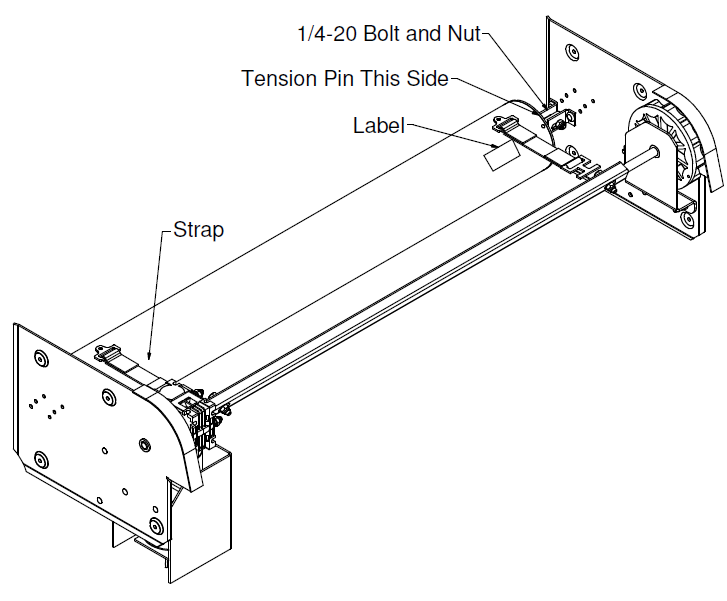 1/4-20 Bolt and Nut
Tension Pin This Side
Label
Strap